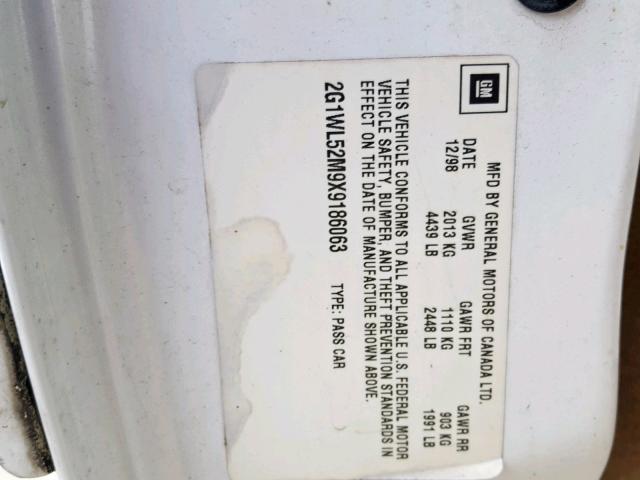 GM
MFD BY GENERAL MOTORS OF CANADA LTD.
DATE GVWR GAWR FRT GAWR RR
12/98 2013 KG 1110 KG 903 KG
4439 LB 2448 LB 1991 LB
THIS VEHICLE CONFORMS TO ALL APPLICABLE U.S. FEDERAL MOTOR
VEHICLE SAFETY, BUMPER, AND THEFT PREVENTION STANDARDS IN
EFFECT ON THE DATE OF MANUFACTURE SHOWN ABOVE.
2G1WL52M9X9186063 TYPE: PASS CAR